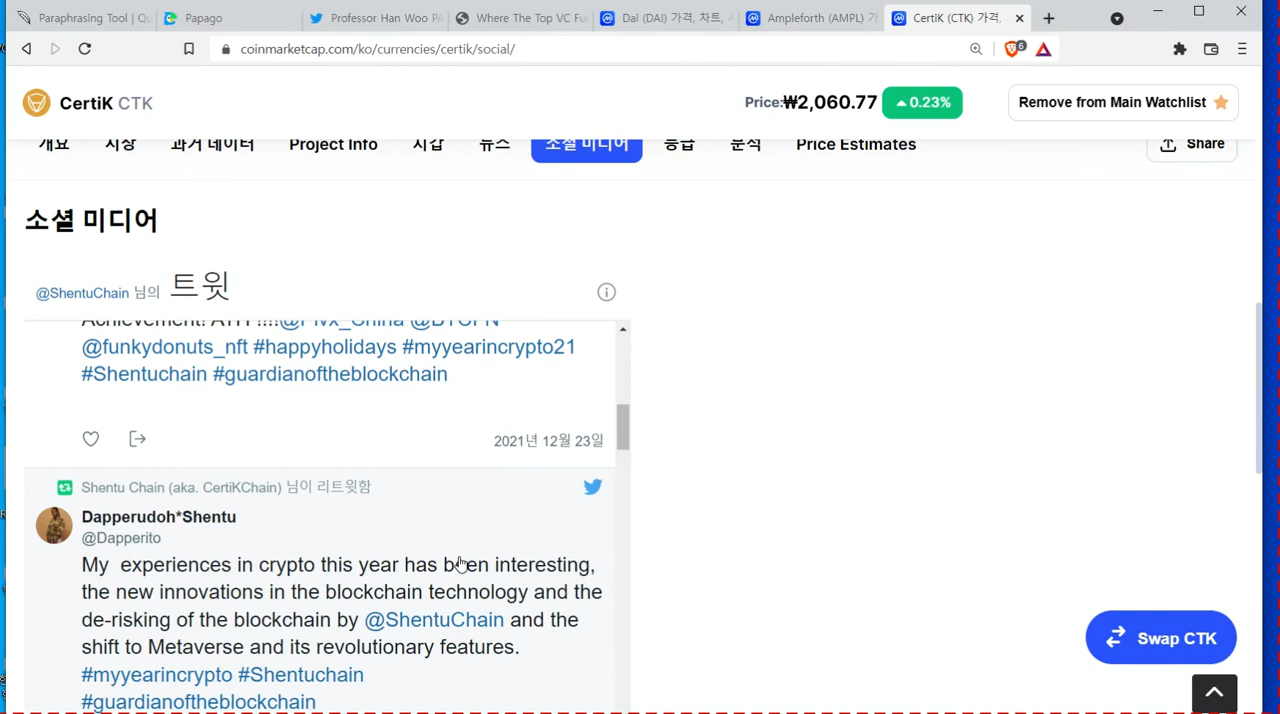 Paraphrasing Tool | Qu
Papago
Professor Han Woo PA
Where The Top VC Fu
Dai (DAI) 가격, 차트,
Ampleforth (AMPL) 가
CertiK (CTK) 가격,
coinmarketcap.com/ko/currencies/certik/social/
6
CertiK CTK
Price:₩2,060.77
0.23%
Remove from Main Watchlist
개요 시장 과거 데이터 Project Info 지갑 뉴스 소셜 미디어 등급 분석 Price Estimates
Share
소셜 미디어
@ShentuChain 님의 트윗
Achievement! ATH !!!!@Pivx_China @BTCPN
@funkydonuts_nft #happyholidays #myyearincrypto21
#Shentuchain #guardianoftheblockchain
2021년 12월 23일
Shentu Chain (aka. CertiKChain) 님이 리트윗함
Dapperudoh*Shentu
@Dapperito
My experiences in crypto this year has been interesting,
the new innovations in the blockchain technology and the
de-risking of the blockchain by @ShentuChain and the
shift to Metaverse and its revolutionary features.
#myyearincrypto #Shentuchain
#guardianoftheblockchain
Swap CTK